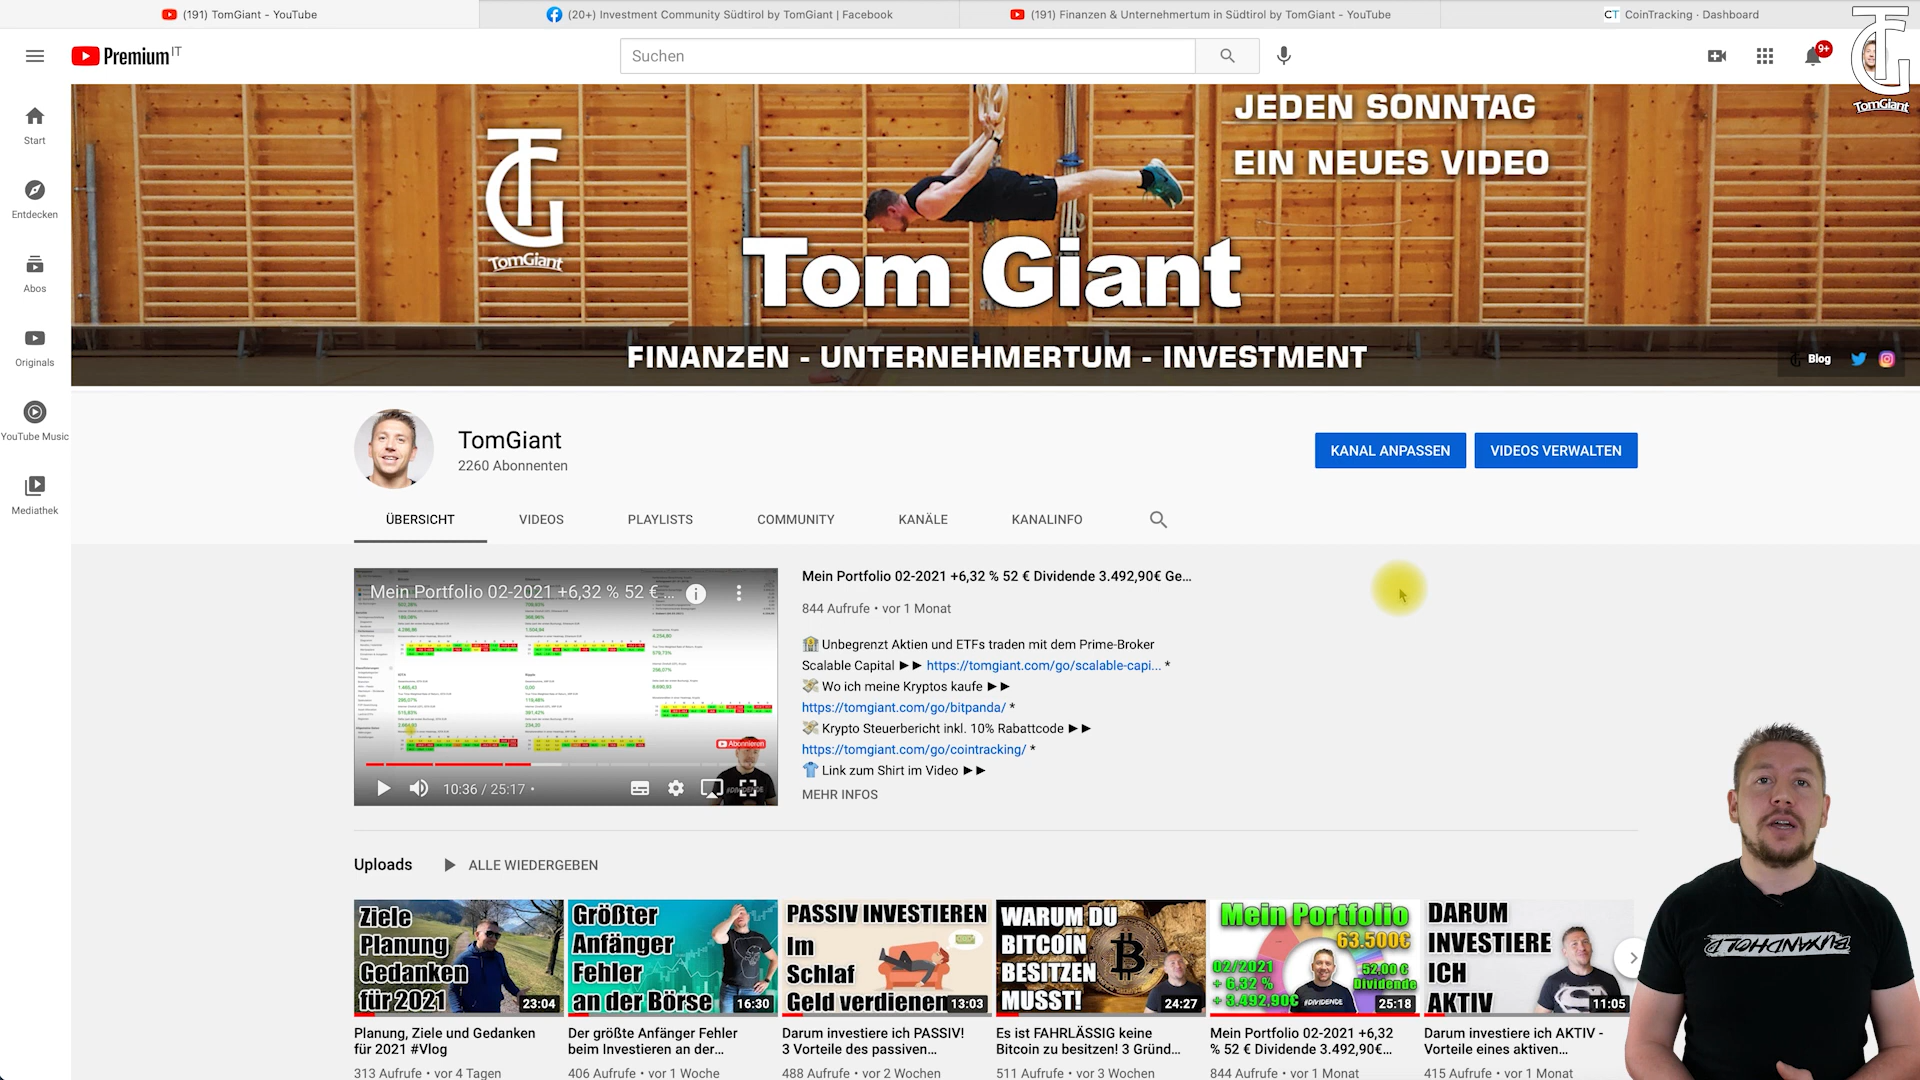 (191) TomGiant - YouTube
(20+) Investment Community Südtirol by TomGiant | Facebook
(191) Finanzen & Unternehmertum in Südtirol by TomGiant - YouTube
CT CoinTracking · Dashboard
Premium IT
Suchen
9+
TomGiant
Start
Entdecken
Abos
Originals
YouTube Music
Mediathek
TomGiant
JEDEN SONNTAG
EIN NEUES VIDEO
Tom Giant
FINANZEN - UNTERNEHMERTUM - INVESTMENT
Blog
TomGiant
2260 Abonnenten
KANAL ANPASSEN
VIDEOS VERWALTEN
ÜBERSICHT
VIDEOS
PLAYLISTS
COMMUNITY
KANÄLE
KANALINFO
Mein Portfolio 02-2021 +6,32 % 52 € ...
Abonnieren
10:36 / 25:17 •
Mein Portfolio 02-2021 +6,32 % 52 € Dividende 3.492,90€ Ge...
844 Aufrufe • vor 1 Monat
🏦 Unbegrenzt Aktien und ETFs traden mit dem Prime-Broker
Scalable Capital ►► https://tomgiant.com/go/scalable-capi... *
💸 Wo ich meine Kryptos kaufe ►►
https://tomgiant.com/go/bitpanda/ *
💸 Krypto Steuerbericht inkl. 10% Rabattcode ►►
https://tomgiant.com/go/cointracking/ *
👕 Link zum Shirt im Video ►►
MEHR INFOS
Uploads
ALLE WIEDERGEBEN
Ziele
Planung
Gedanken
für 2021
23:04
Planung, Ziele und Gedanken
für 2021 #Vlog
313 Aufrufe • vor 4 Tagen
Größter
Anfänger
Fehler
an der Börse
16:30
Der größte Anfänger Fehler
beim Investieren an der...
406 Aufrufe • vor 1 Woche
PASSIV INVESTIEREN
Im
Schlaf
Geld verdienen
13:03
Darum investiere ich PASSIV!
3 Vorteile des passiven...
488 Aufrufe • vor 2 Wochen
WARUM DU
BITCOIN
BESITZEN
MUSST!
24:27
Es ist FAHRLÄSSIG keine
Bitcoin zu besitzen! 3 Gründ...
511 Aufrufe • vor 3 Wochen
Mein Portfolio
63.500€
02/2021
+ 6,32 %
+ 3.492,90€
52,00 €
Dividende
#DIVIDENDE
25:18
Mein Portfolio 02-2021 +6,32
% 52 € Dividende 3.492,90€...
844 Aufrufe • vor 1 Monat
DARUM
INVESTIERE
ICH
AKTIV
11:05
Darum investiere ich AKTIV -
Vorteile eines aktiven...
415 Aufrufe • vor 1 Monat
BUYANDHOLD